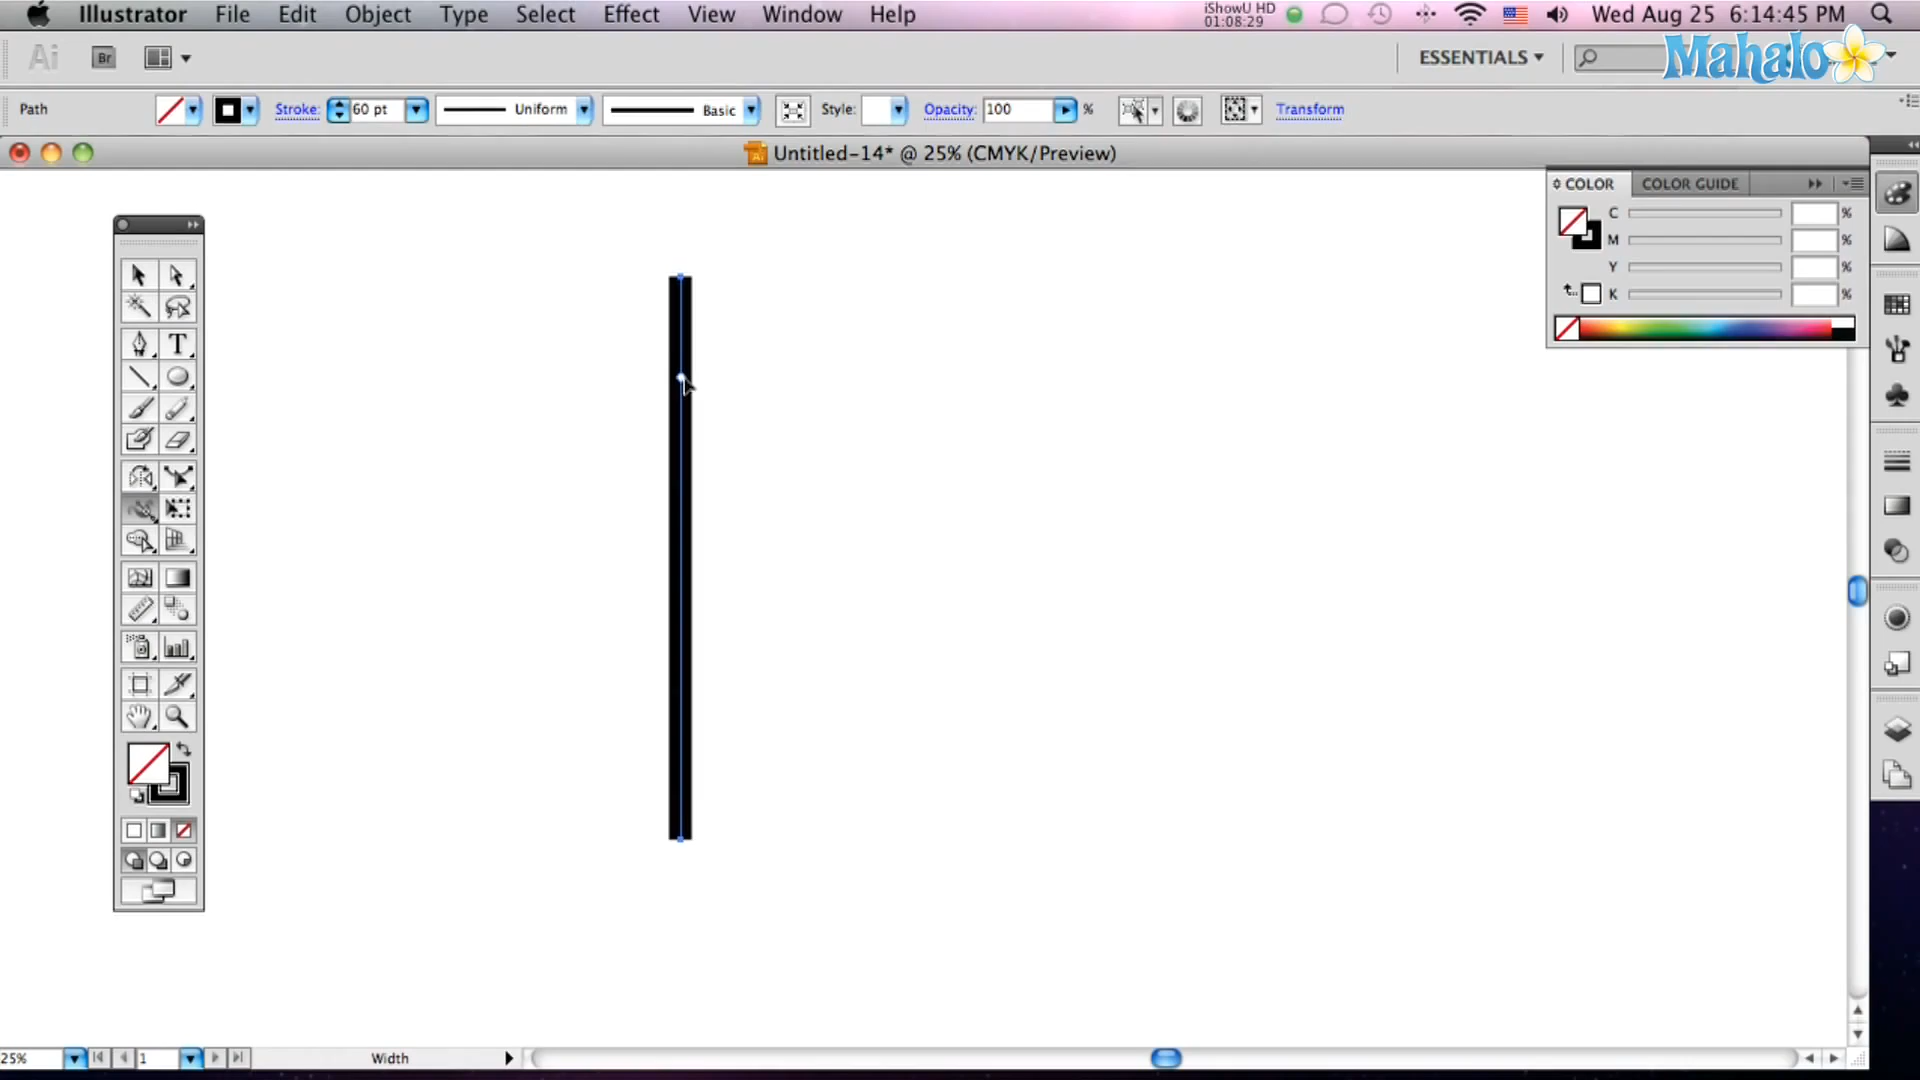 Illustrator File Edit Object Type Select Effect View Window Help iShowU HD 01:08:29 Wed Aug 25 6:14:45 PM
Ai Br ESSENTIALS
Mahalo
Path Stroke: 60 pt Uniform Basic Style: Opacity: 100 % Transform
Untitled-14* @ 25% (CMYK/Preview)
COLOR COLOR GUIDE
C %
M %
Y %
K %
T
25% 1 Width